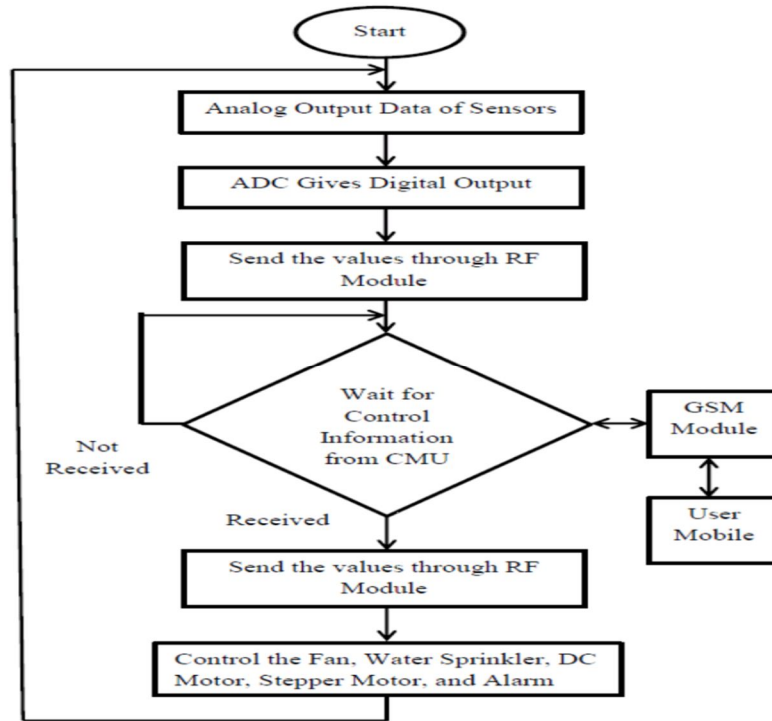 Start
Analog Output Data of Sensors
ADC Gives Digital Output
Send the values through RF
Module
Wait for
Control
Information
from CMU
GSM
Module
User
Mobile
Not
Received
Received
Send the values through RF
Module
Control the Fan, Water Sprinkler, DC
Motor, Stepper Motor, and Alarm